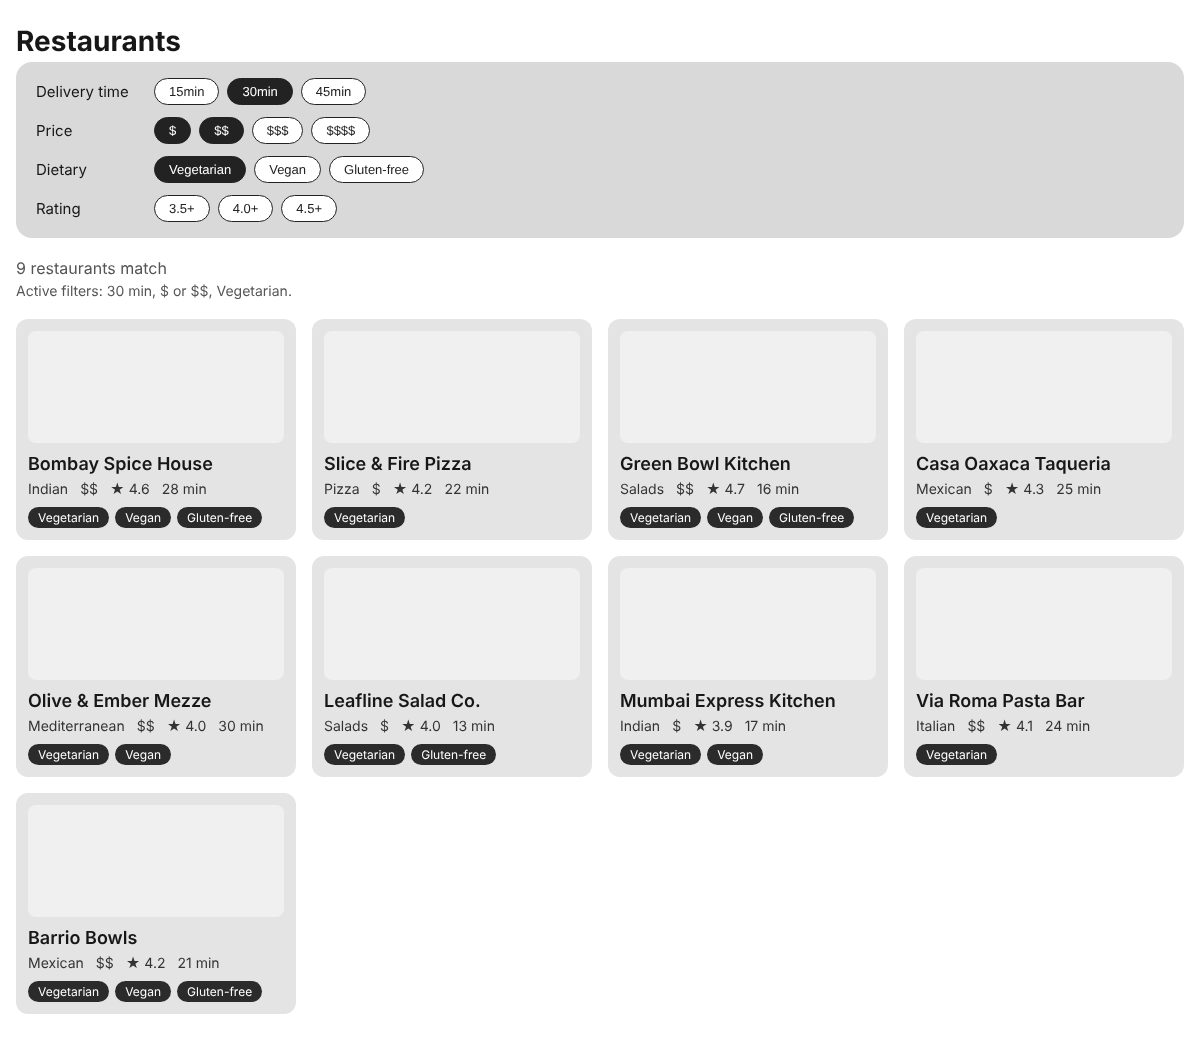 Restaurants
Delivery time 15min 30min 45min
Price $ $$ $$$ $$$$
Dietary Vegetarian Vegan Gluten-free
Rating 3.5+ 4.0+ 4.5+
9 restaurants match
Active filters: 30 min, $ or $$, Vegetarian.
Bombay Spice House
Indian $$ ★ 4.6 28 min
Vegetarian Vegan Gluten-free
Slice & Fire Pizza
Pizza $ ★ 4.2 22 min
Vegetarian
Green Bowl Kitchen
Salads $$ ★ 4.7 16 min
Vegetarian Vegan Gluten-free
Casa Oaxaca Taqueria
Mexican $ ★ 4.3 25 min
Vegetarian
Olive & Ember Mezze
Mediterranean $$ ★ 4.0 30 min
Vegetarian Vegan
Leafline Salad Co.
Salads $ ★ 4.0 13 min
Vegetarian Gluten-free
Mumbai Express Kitchen
Indian $ ★ 3.9 17 min
Vegetarian Vegan
Via Roma Pasta Bar
Italian $$ ★ 4.1 24 min
Vegetarian
Barrio Bowls
Mexican $$ ★ 4.2 21 min
Vegetarian Vegan Gluten-free